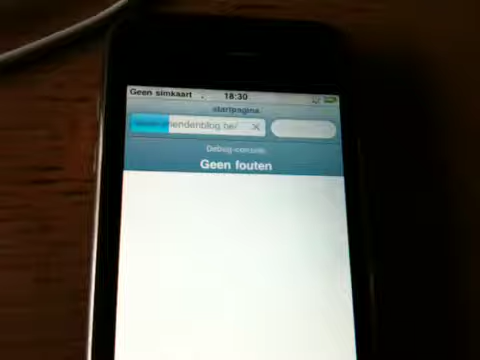 Geen simkaart 18:30
startpagina
Debug-console
Geen fouten